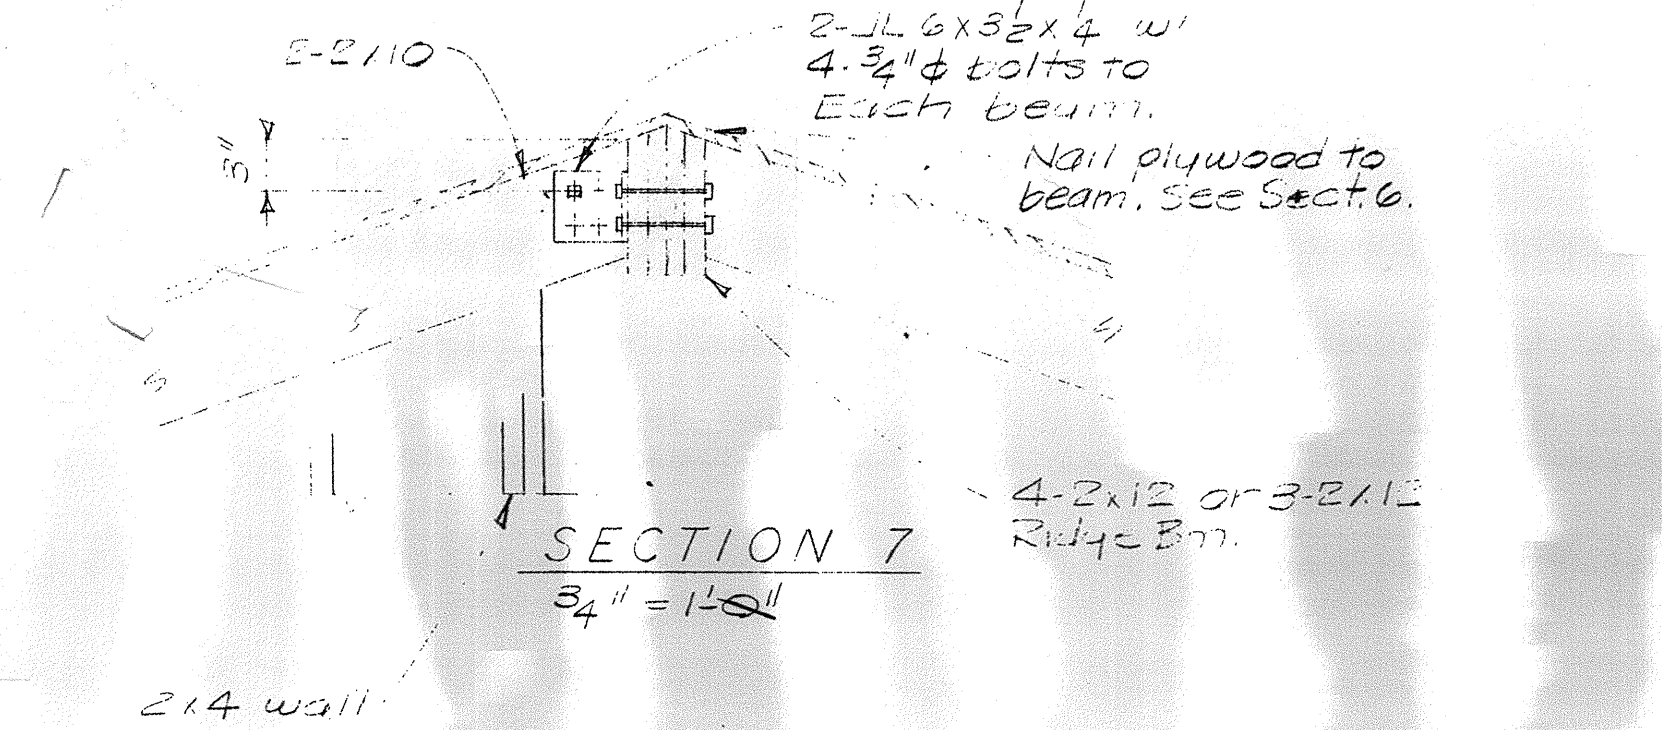 2-2x10
2-JL 6x3½x¼ w/
4-¾"ϕ bolts to
Each beam.
3"
Nail plywood to
beam. See Sect. 6.
4-2x12 or 3-2x12
Ridge Bm.
SECTION 7
¾" = 1'-0"
2x4 wall